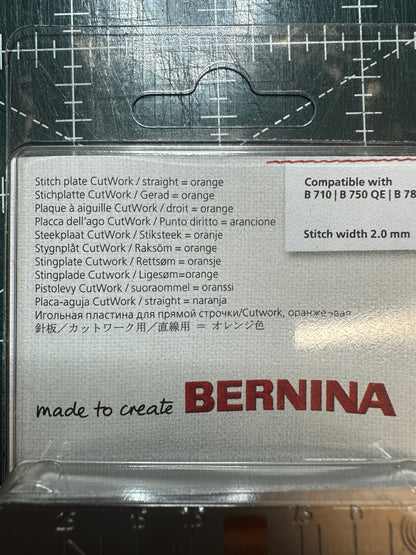 Stitch plate CutWork / straight = orange
Stichplatte CutWork / Gerad = orange
Plaque à aiguille CutWork / droit = orange
Placca dell'ago CutWork / Punto diritto = arancione
Steekplaat CutWork / Stiksteek = oranje
Stygnplåt CutWork / Raksöm = orange
Stingplate Cutwork / Rettsøm = oransje
Stingplade Cutwork / Ligesøm=orange
Pistolevy CutWork / suoraommel = oranssi
Placa-aguja CutWork / straight = naranja
Игольная пластина для прямой строчки/Cutwork,
針板／カットワーク用／直線用 ＝ オレンジ色
Compatible with
B 710 | B 750 QE | B 78
Stitch width 2.0 mm
made to create BERNINA